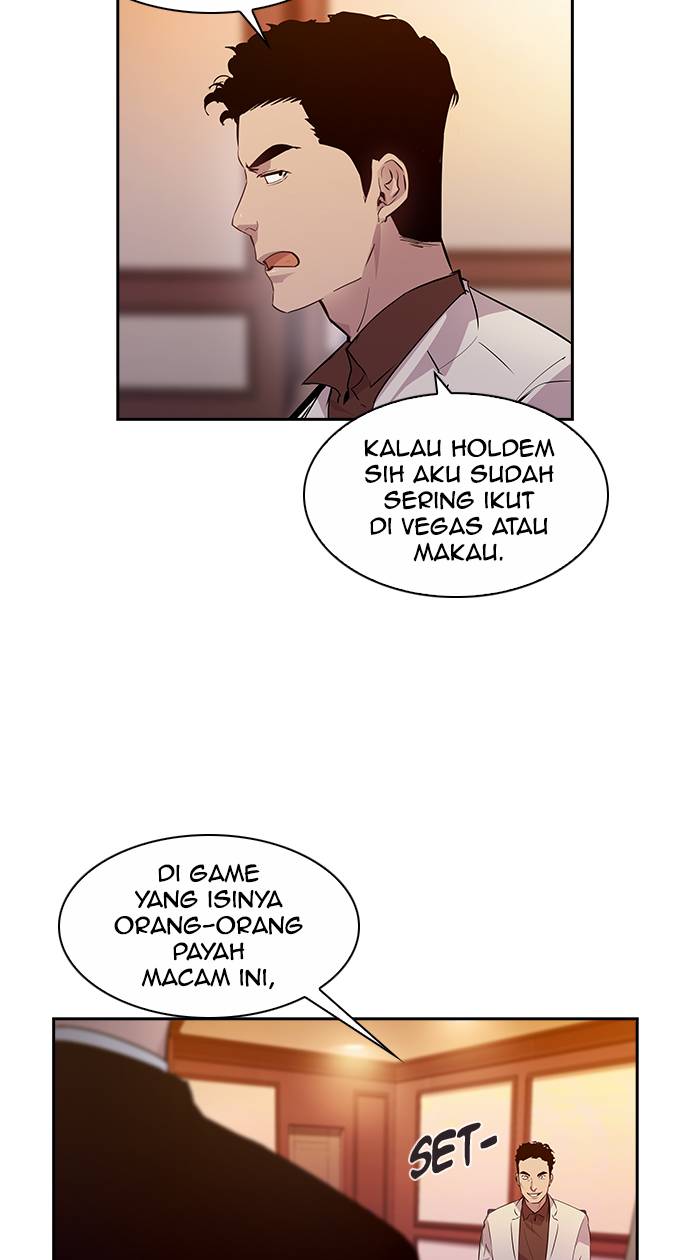 KALAU HOLDEM
SIH AKU SUDAH
SERING IKUT
DI VEGAS ATAU
MAKAU.
DI GAME
YANG ISINYA
ORANG-ORANG
PAYAH
MACAM INI,
SET-